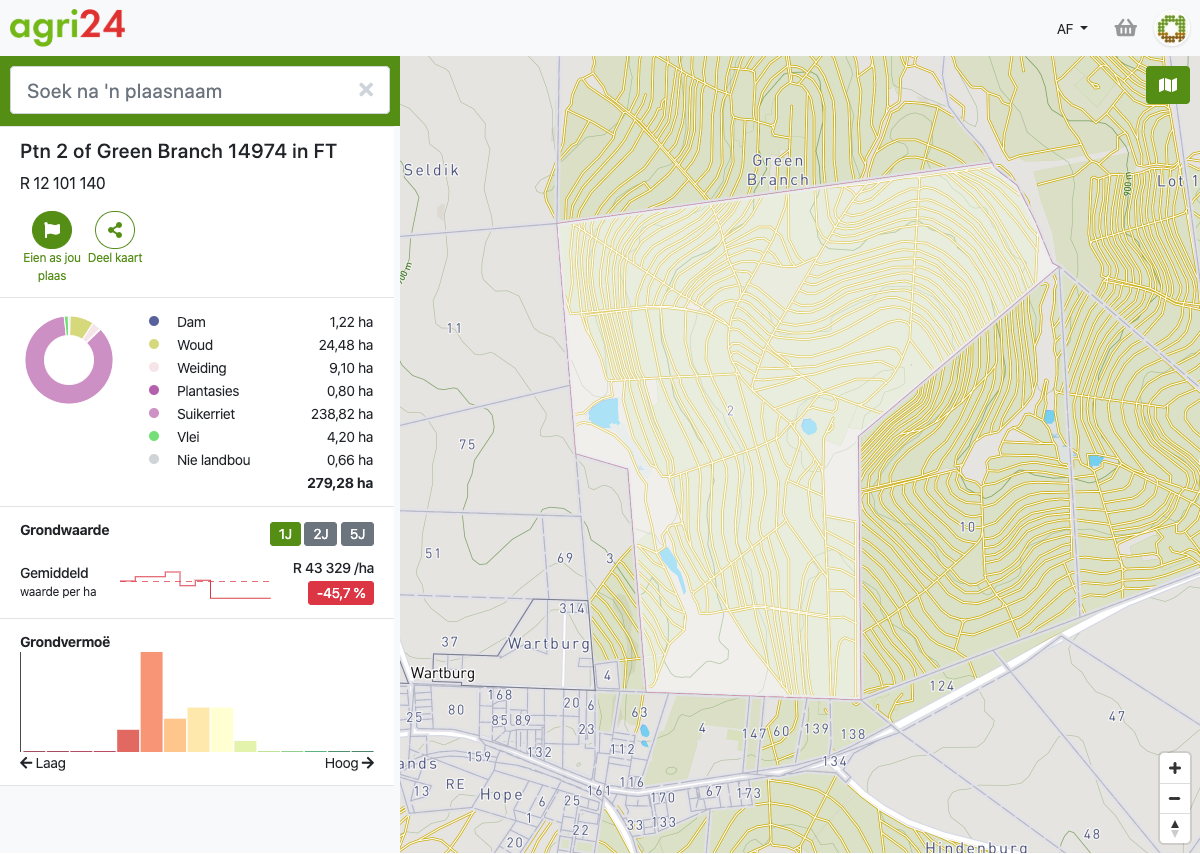 agri24
AF
Soek na 'n plaasnaam
Ptn 2 of Green Branch 14974 in FT
R 12 101 140
Eien as jou
plaas
Deel kaart
Dam 1,22 ha
Woud 24,48 ha
Weiding 9,10 ha
Plantasies 0,80 ha
Suikerriet 238,82 ha
Vlei 4,20 ha
Nie landbou 0,66 ha
279,28 ha
Grondwaarde
1J 2J 5J
Gemiddeld
waarde per ha
R 43 329 /ha
-45,7 %
Grondvermoë
Laag
Hoog
Seldik
Green
Branch
900 m
Lot 1
00 m
11
2
75
10
51
69
3
314
37
Wartburg
Wartburg
4
124
168
20 6
80
63
47
25
85 89
23
4
147 60
139
138
132
112
159
ands
134
116
RE
161
13
Hope
67
173
6
25
170
1
33
133
22
48
20
Hindenburg